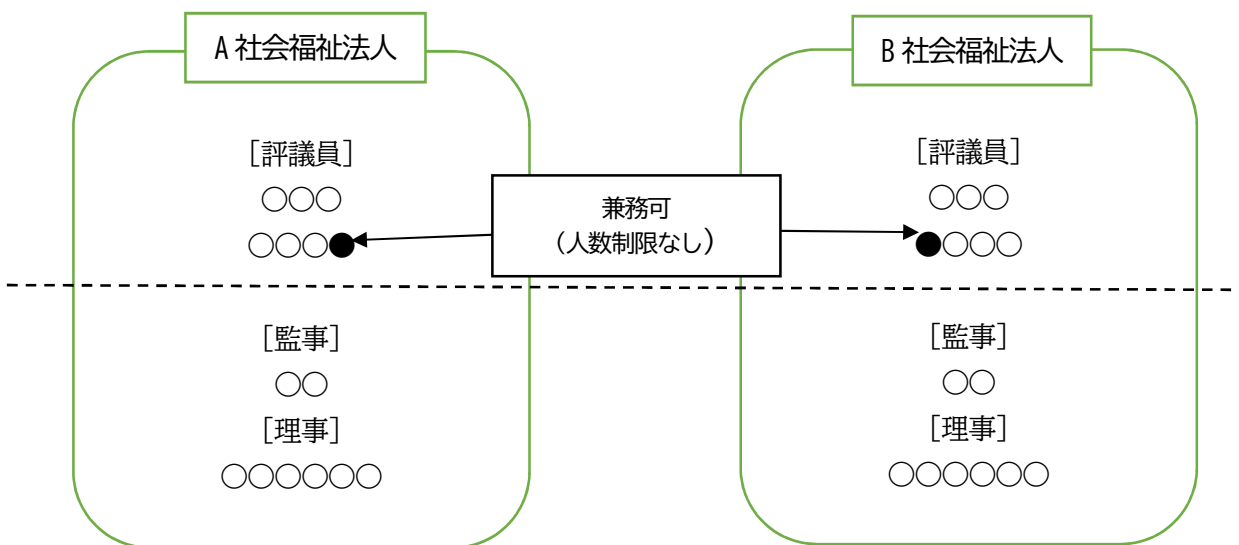 A 社会福祉法人
［評議員］
○○○
○○○●
［監事］
○○
［理事］
○○○○○○
兼務可
（人数制限なし）
B 社会福祉法人
［評議員］
○○○
●○○○
［監事］
○○
［理事］
○○○○○○